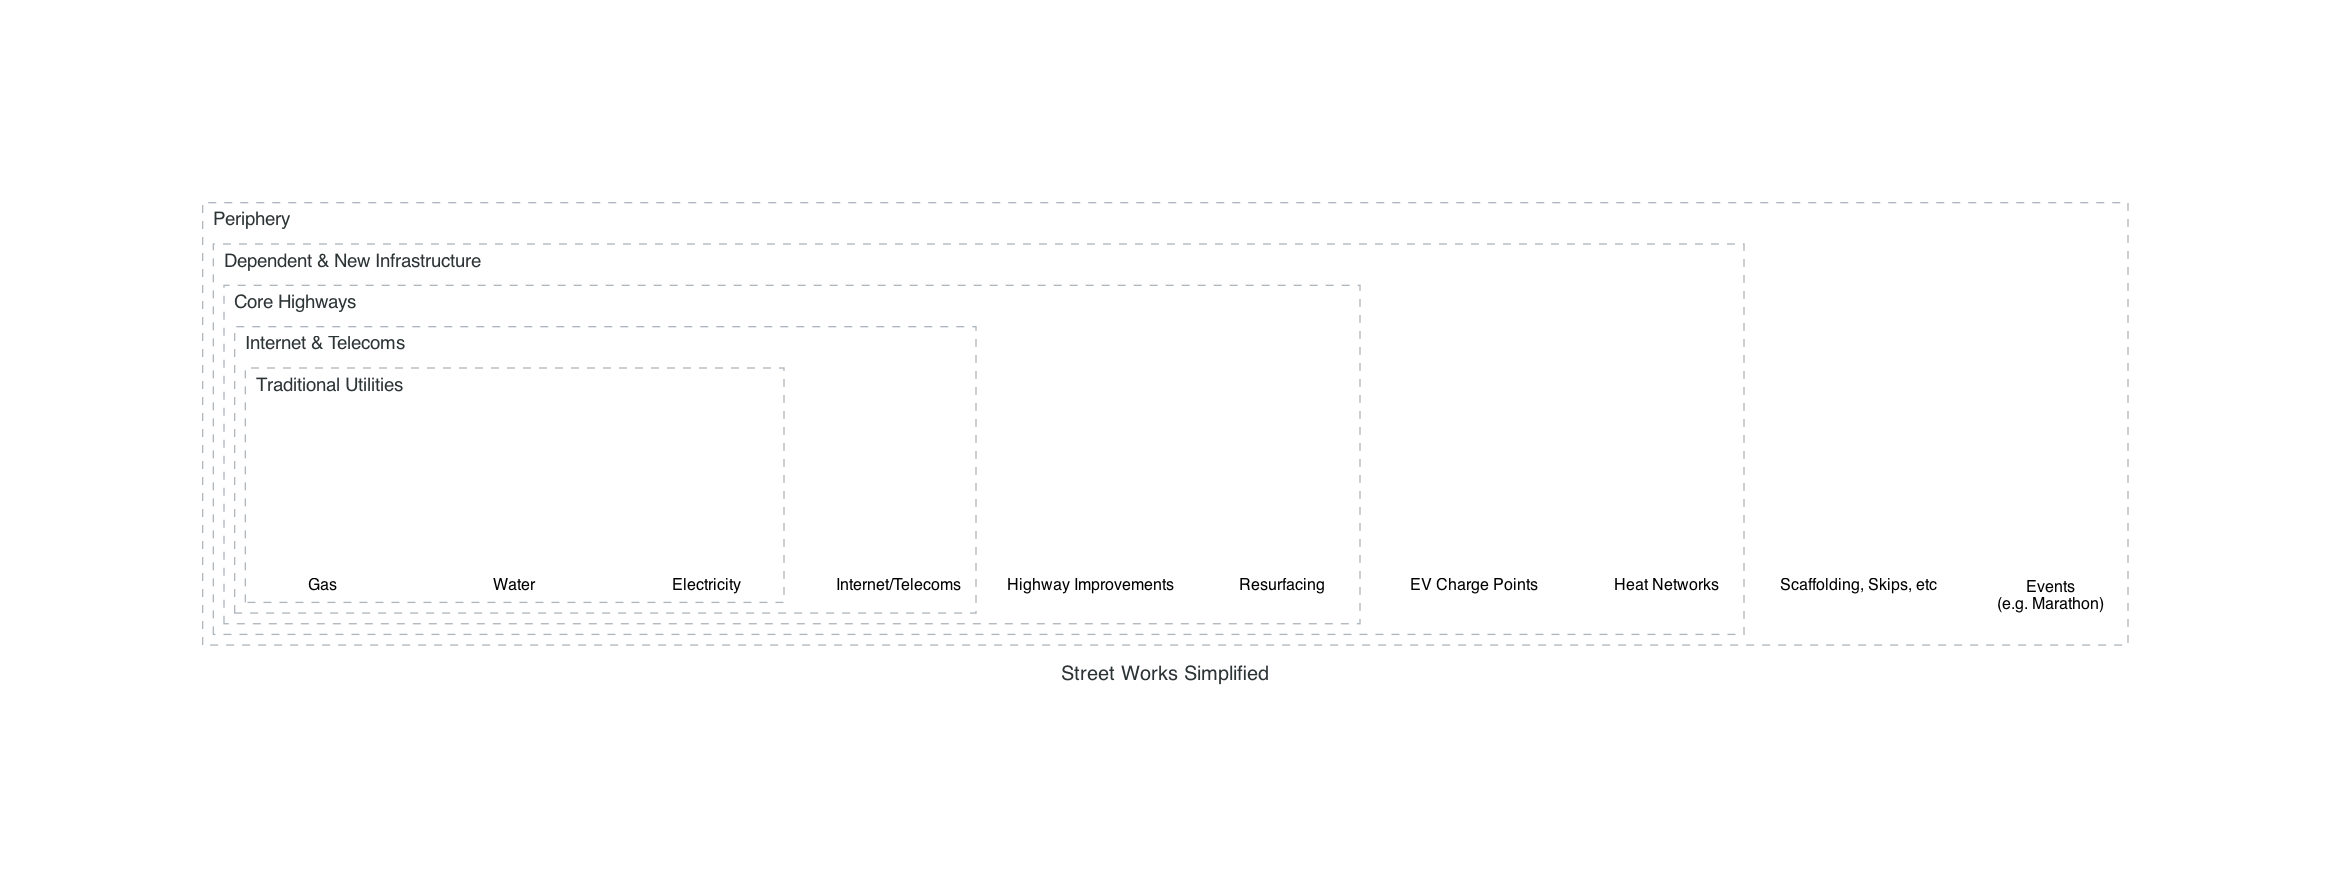 Periphery
Dependent & New Infrastructure
Core Highways
Internet & Telecoms
Traditional Utilities
Gas
Water
Electricity
Internet/Telecoms
Highway Improvements
Resurfacing
EV Charge Points
Heat Networks
Scaffolding, Skips, etc
Events
(e.g. Marathon)
Street Works Simplified